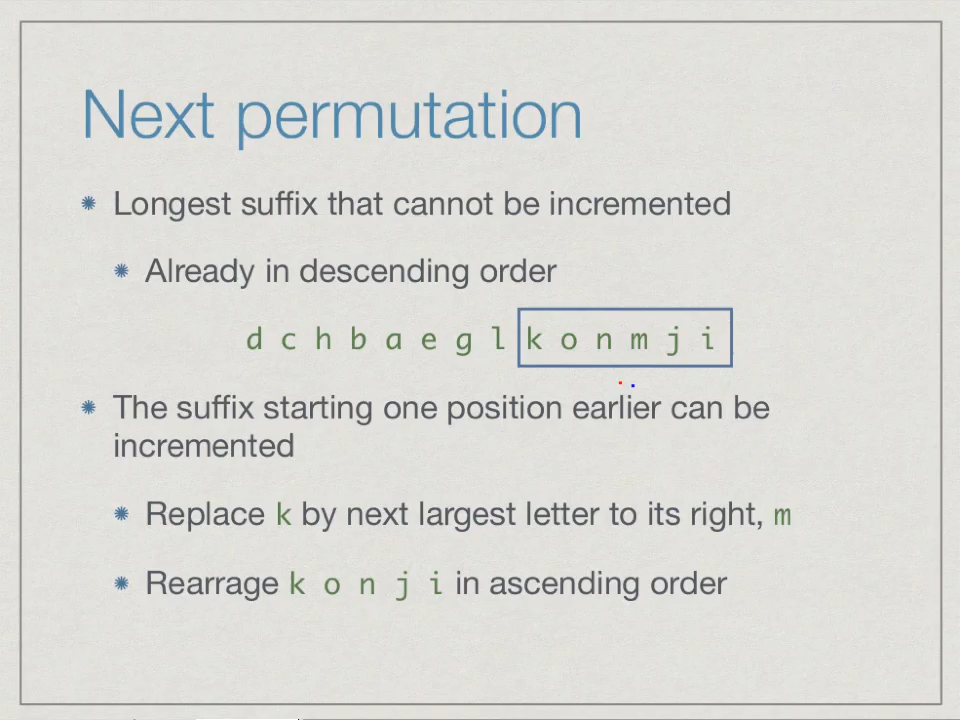 Next permutation
Longest suffix that cannot be incremented
Already in descending order
d c h b a e g l k o n m j i
The suffix starting one position earlier can be
incremented
Replace k by next largest letter to its right, m
Rearrage k o n j i in ascending order